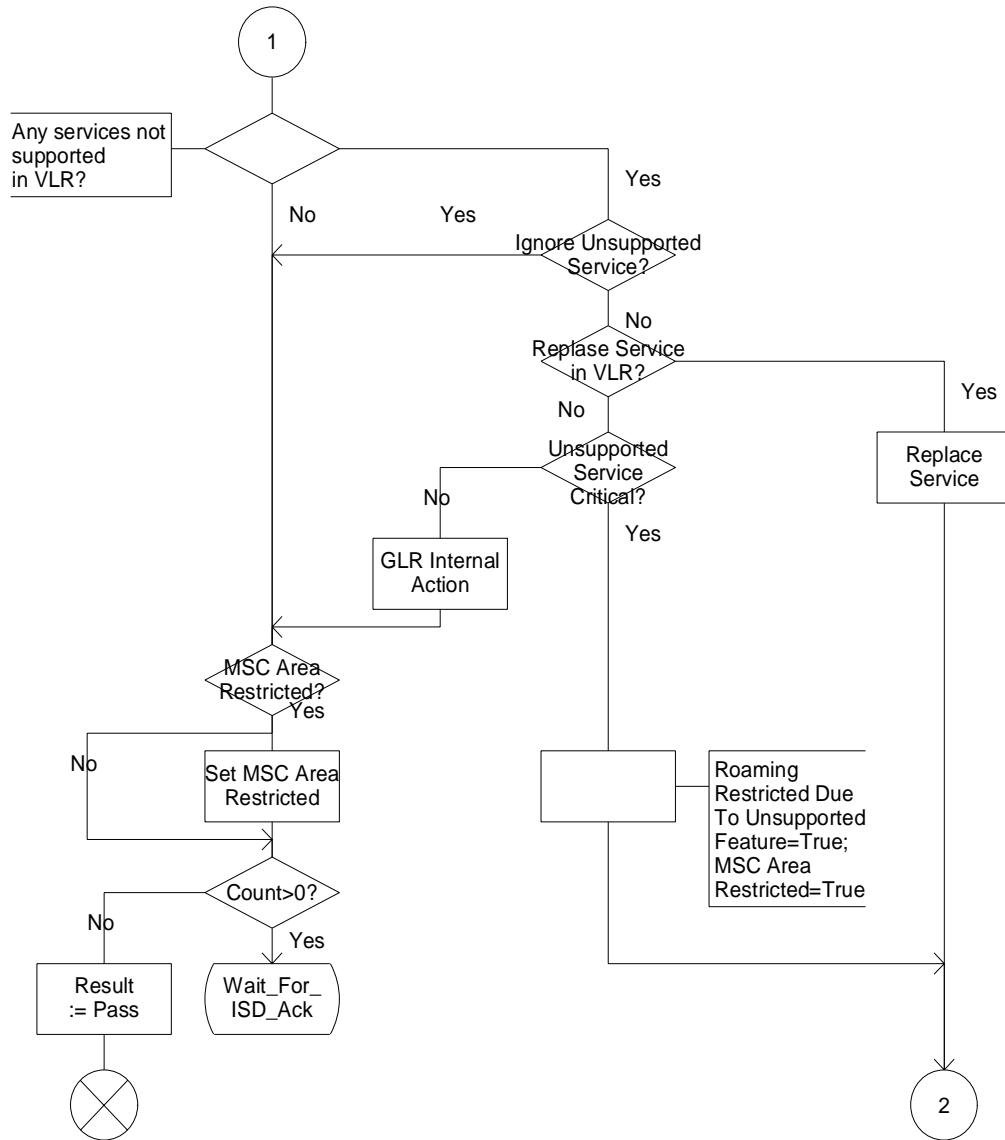 1
Any services not
supported
in VLR?
Yes
No
Yes
Ignore Unsupported
Service?
No
Replase Service
in VLR?
Yes
No
Unsupported
Service
Critical?
Replace
Service
No
Yes
GLR Internal
Action
MSC Area
Restricted?
Yes
No
Set MSC Area
Restricted
Roaming
Restricted Due
To Unsupported
Feature=True;
MSC Area
Restricted=True
Count>0?
No
Yes
Result
:= Pass
Wait_For_
ISD_Ack
2